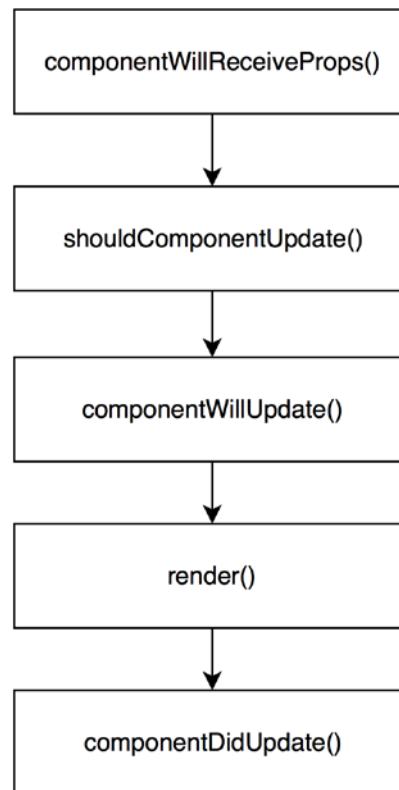 componentWillReceiveProps()
shouldComponentUpdate()
componentWillUpdate()
render()
componentDidUpdate()